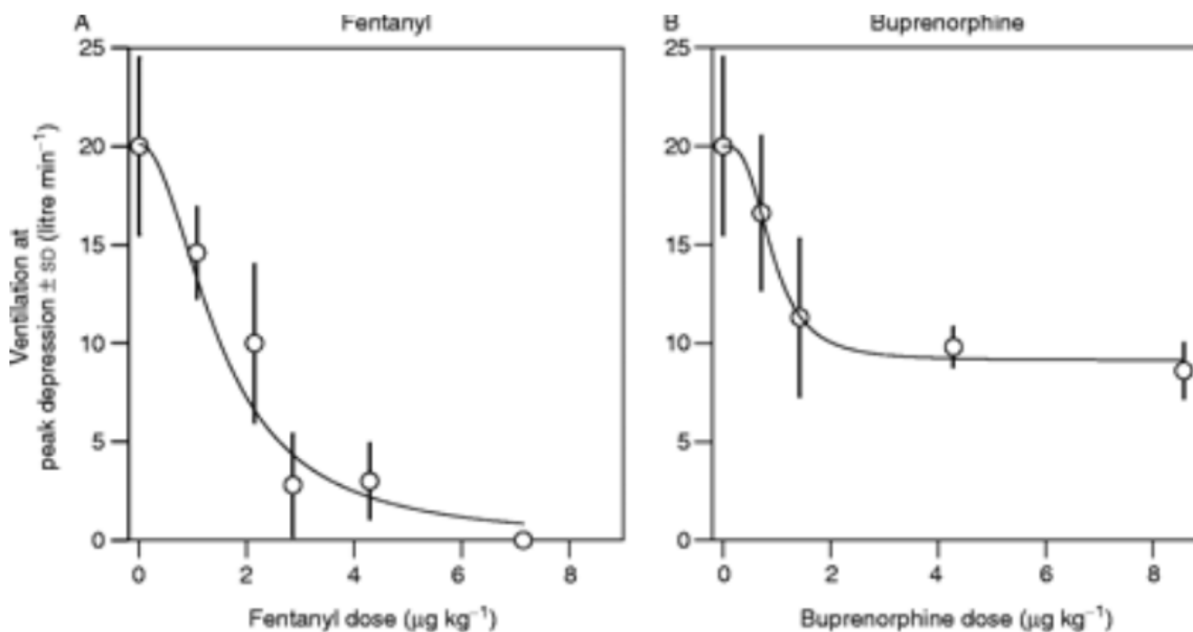 A Fentanyl
B Buprenorphine
25
20
15
10
5
0
0 2 4 6 8
25
20
15
10
5
0
0 2 4 6 8
Ventilation at
peak depression ± SD (litre min⁻¹)
Fentanyl dose (µg kg⁻¹)
Buprenorphine dose (µg kg⁻¹)